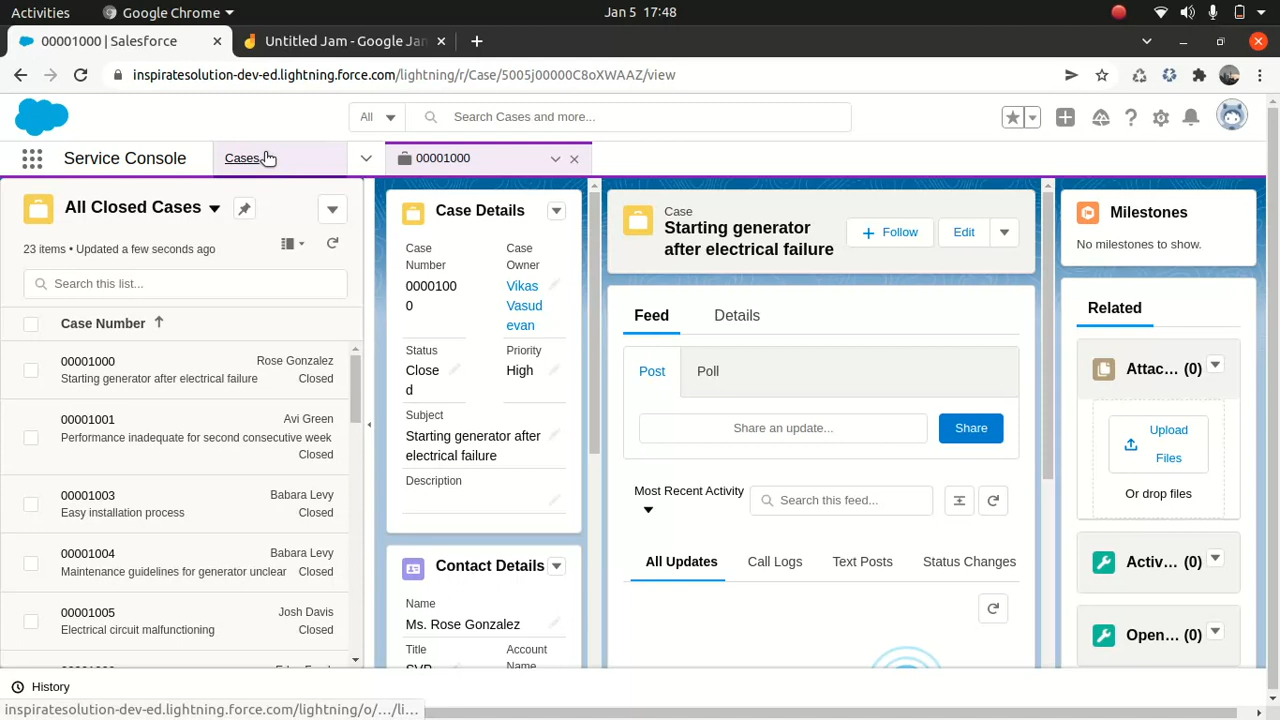 Activities
Google Chrome
Jan 5 17:48
00001000 | Salesforce
Untitled Jam - Google Jam
inspiratesolution-dev-ed.lightning.force.com/lightning/r/Case/5005j00000C8oXWAAZ/view
All
Search Cases and more...
Service Console
Cases
00001000
All Closed Cases
23 items • Updated a few seconds ago
Search this list...
Case Number
00001000 Rose Gonzalez
Starting generator after electrical failure Closed
00001001 Avi Green
Performance inadequate for second consecutive week
Closed
00001003 Babara Levy
Easy installation process Closed
00001004 Babara Levy
Maintenance guidelines for generator unclear Closed
00001005 Josh Davis
Electrical circuit malfunctioning Closed
Case Details
Case
Number
0000100
0
Case
Owner
Vikas
Vasud
evan
Status
Close
d
Priority
High
Subject
Starting generator after
electrical failure
Description
Contact Details
Name
Ms. Rose Gonzalez
Title
SVP
Account
Name
Case
Starting generator
after electrical failure
Follow
Edit
Feed
Details
Post
Poll
Share an update...
Share
Most Recent Activity
Search this feed...
All Updates
Call Logs
Text Posts
Status Changes
Milestones
No milestones to show.
Related
Attac... (0)
Upload
Files
Or drop files
Activ... (0)
Open... (0)
History
inspiratesolution-dev-ed.lightning.force.com/lightning/o/…/li…